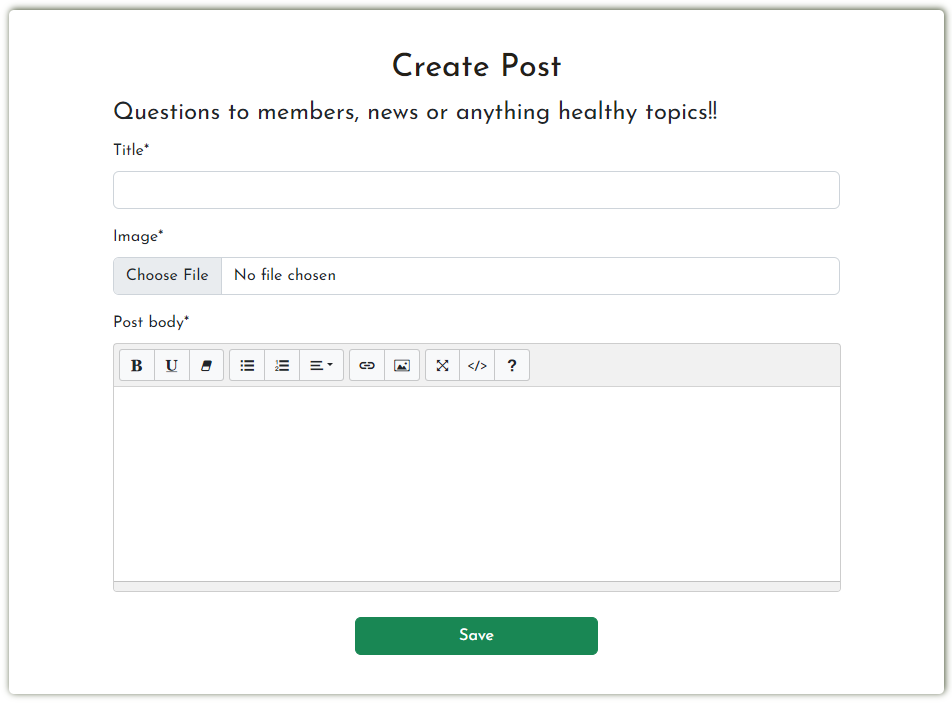 Create Post
Questions to members, news or anything healthy topics!!
Title*
Image*
Choose File No file chosen
Post body*
B U </> ?
Save